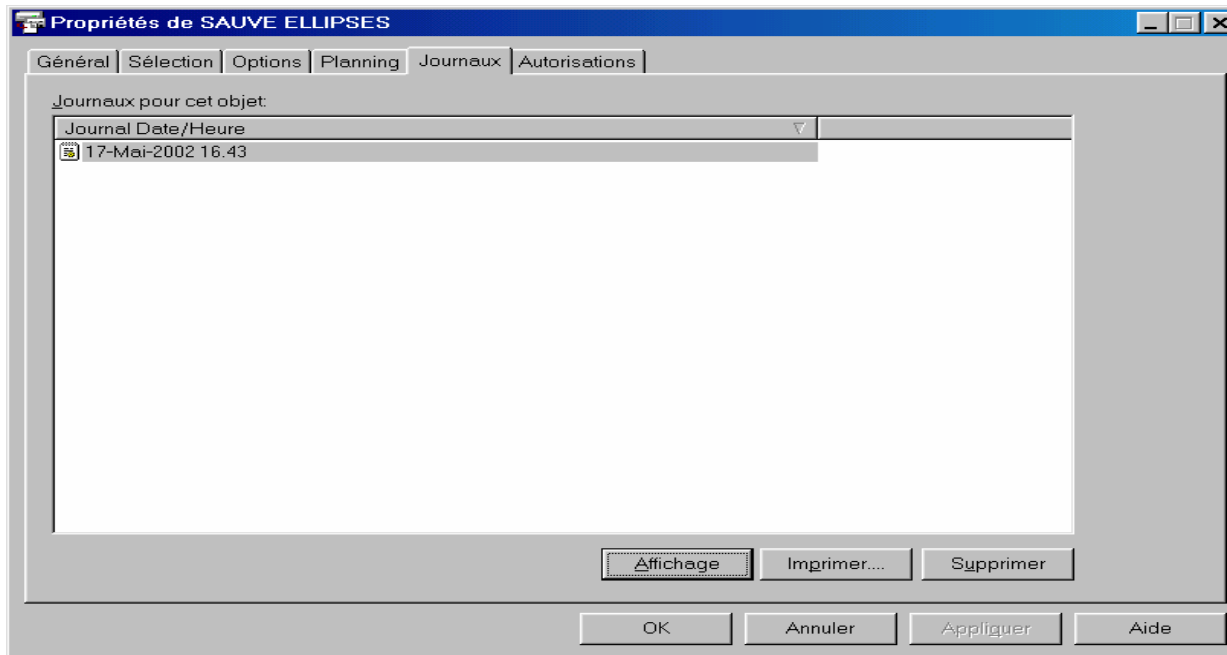 Propriétés de SAUVE ELLIPSES
Général Sélection Options Planning Journaux Autorisations
Journaux pour cet objet:
Journal Date/Heure
17-Mai-2002 16.43
Affichage Imprimer.... Supprimer
OK Annuler Appliquer Aide